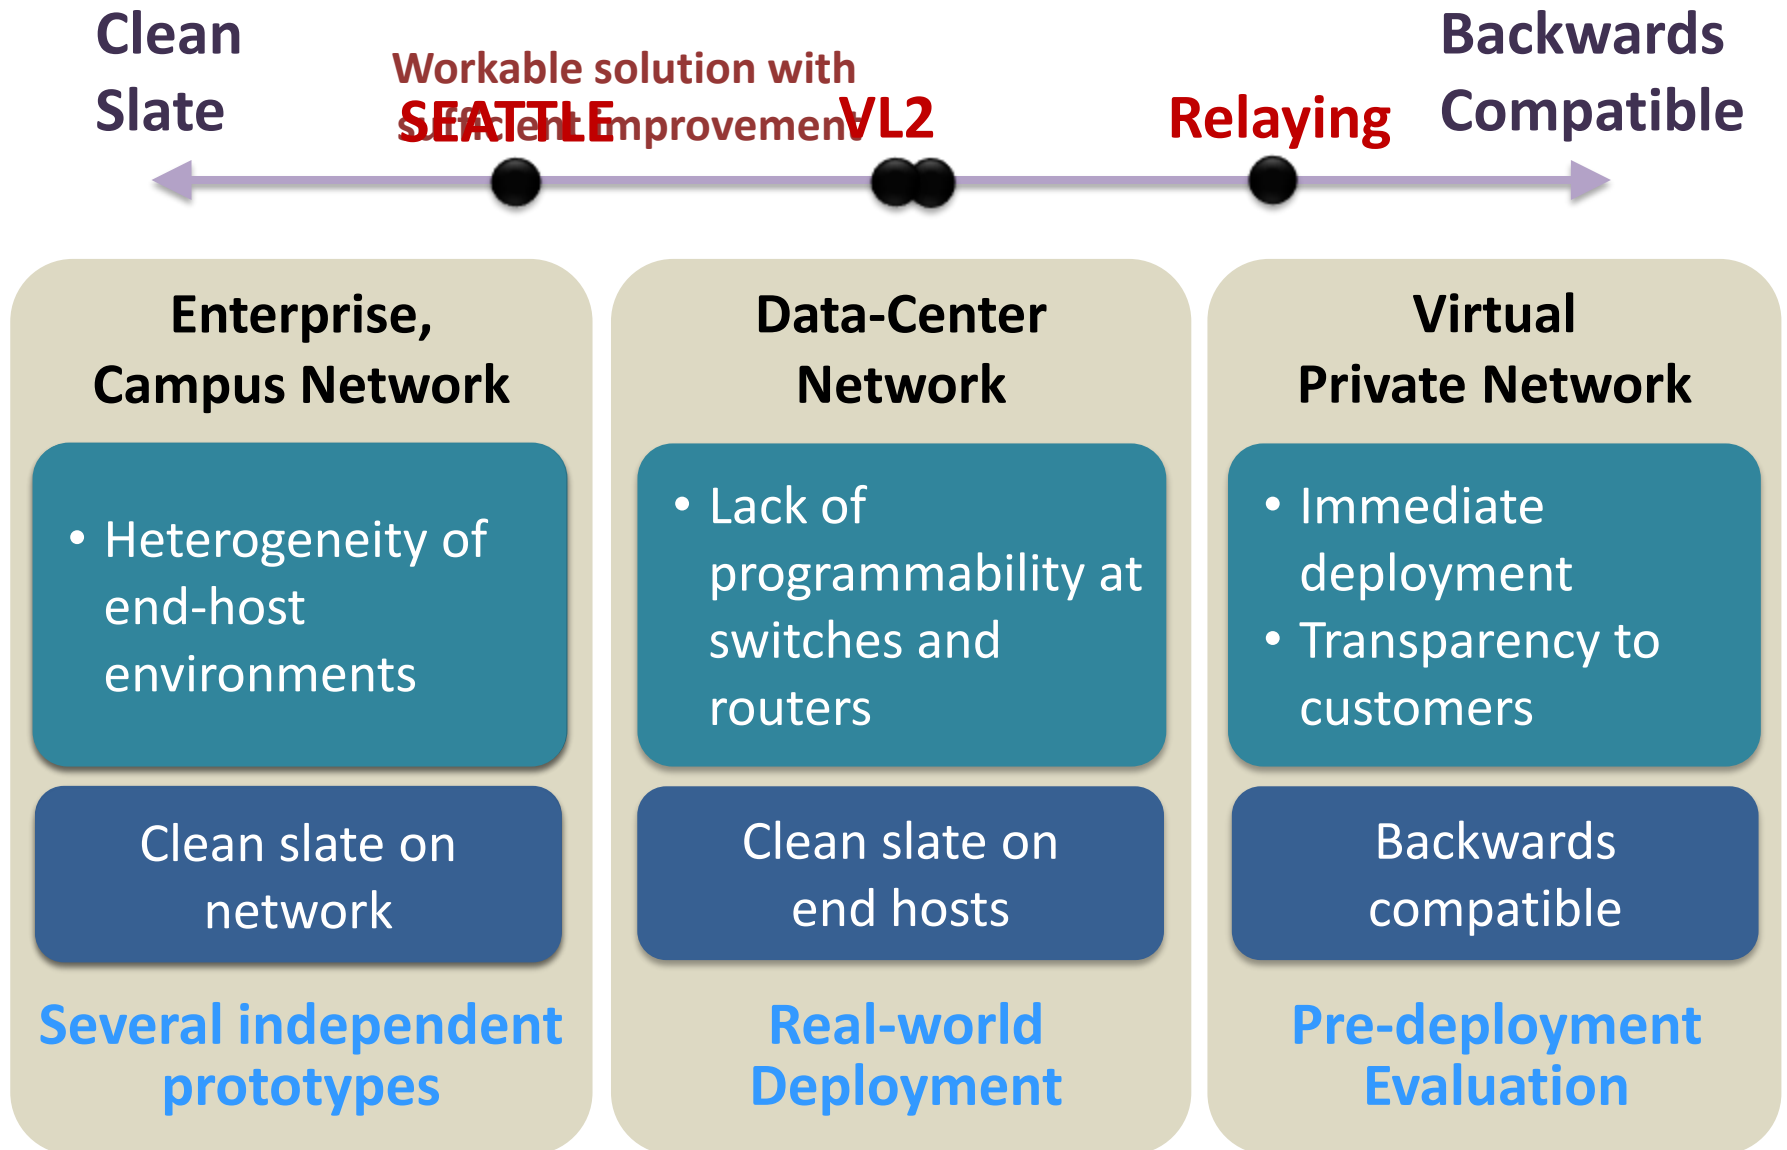 Clean
Slate
Workable solution with
sufficient improvement
SEATTLE
VL2
Relaying
Backwards
Compatible
Enterprise,
Campus Network
• Heterogeneity of
end-host
environments
Clean slate on
network
Several independent
prototypes
Data-Center
Network
• Lack of
programmability at
switches and
routers
Clean slate on
end hosts
Real-world
Deployment
Virtual
Private Network
• Immediate
deployment
• Transparency to
customers
Backwards
compatible
Pre-deployment
Evaluation